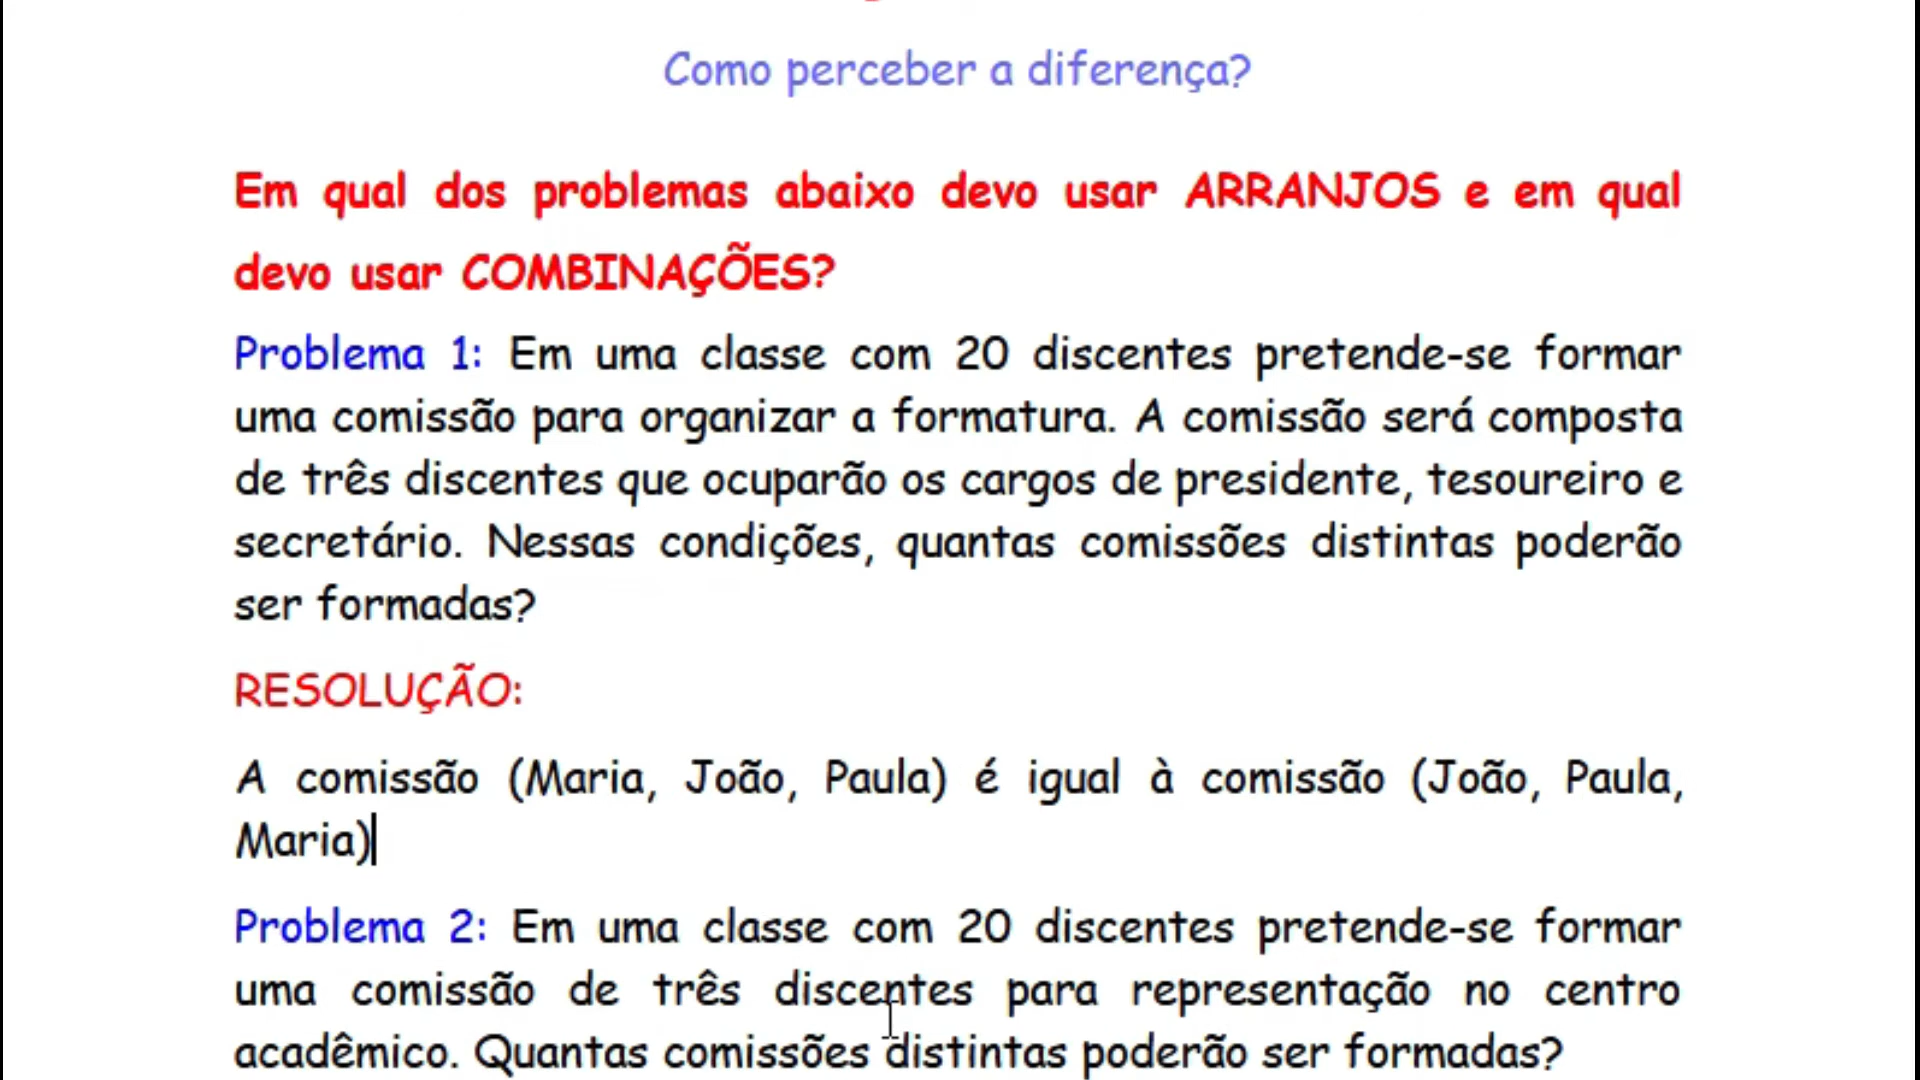 Como perceber a diferença?
Em qual dos problemas abaixo devo usar ARRANJOS e em qual
devo usar COMBINAÇÕES?
Problema 1: Em uma classe com 20 discentes pretende-se formar
uma comissão para organizar a formatura. A comissão será composta
de três discentes que ocuparão os cargos de presidente, tesoureiro e
secretário. Nessas condições, quantas comissões distintas poderão
ser formadas?
RESOLUÇÃO:
A comissão (Maria, João, Paula) é igual à comissão (João, Paula,
Maria)
Problema 2: Em uma classe com 20 discentes pretende-se formar
uma comissão de três discentes para representação no centro
acadêmico. Quantas comissões distintas poderão ser formadas?